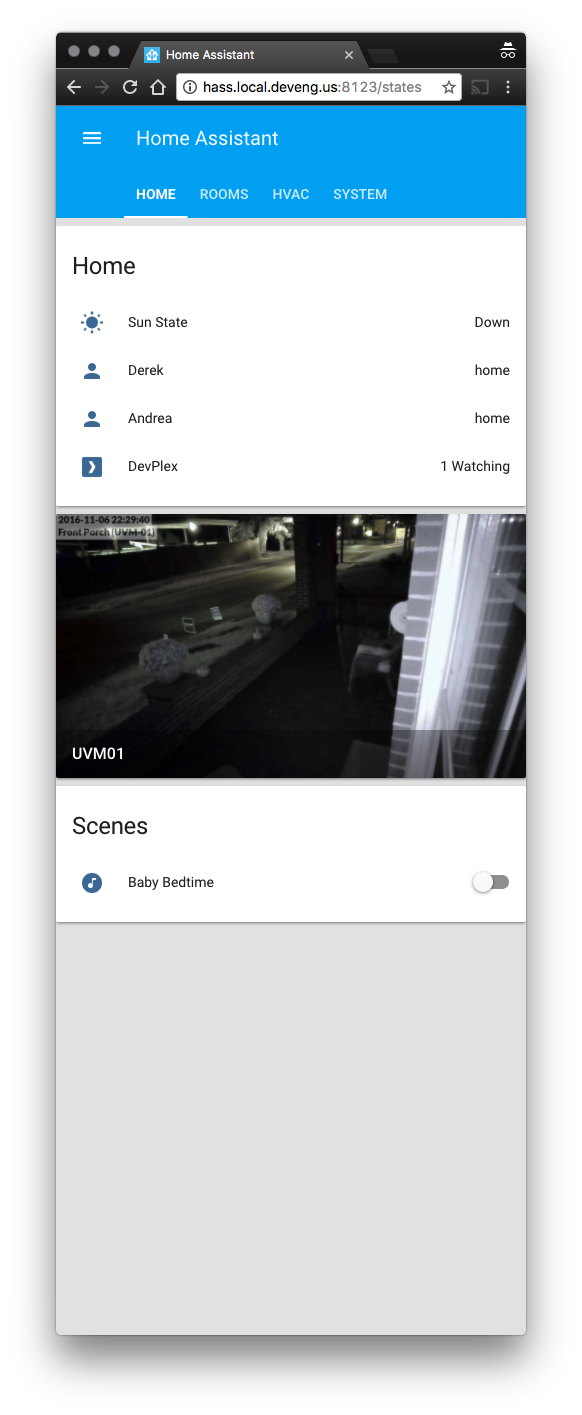 Home Assistant
hass.local.deveng.us:8123/states
Home Assistant
HOME ROOMS HVAC SYSTEM
Home
Sun State Down
Derek home
Andrea home
DevPlex 1 Watching
2016-11-06 22:29:40
Front Porch (UVM-01)
UVM01
Scenes
Baby Bedtime